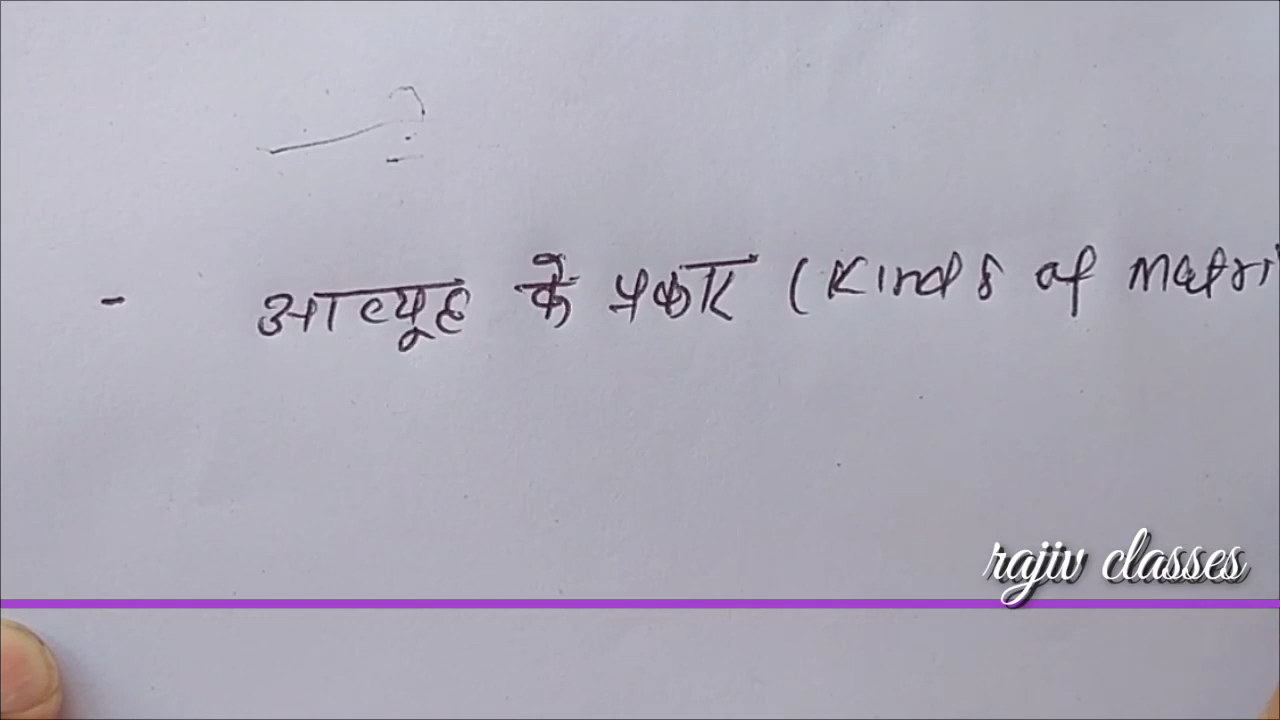 - आव्यूह के प्रकार (Kinds of Matri
rajiv classes